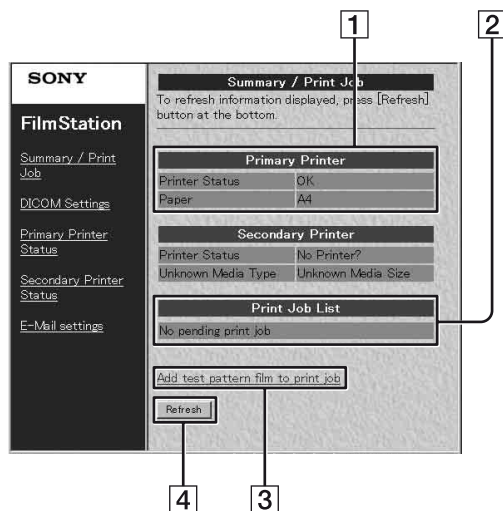 1
2
SONY
FilmStation
Summary / Print
Job
DICOM Settings
Primary Printer
Status
Secondary Printer
Status
E-Mail settings
Summary / Print Job
To refresh information displayed, press [Refresh]
button at the bottom.
Primary Printer
Printer Status OK
Paper A4
Secondary Printer
Printer Status No Printer?
Unknown Media Type Unknown Media Size
Print Job List
No pending print job
Add test pattern film to print job
Refresh
4
3